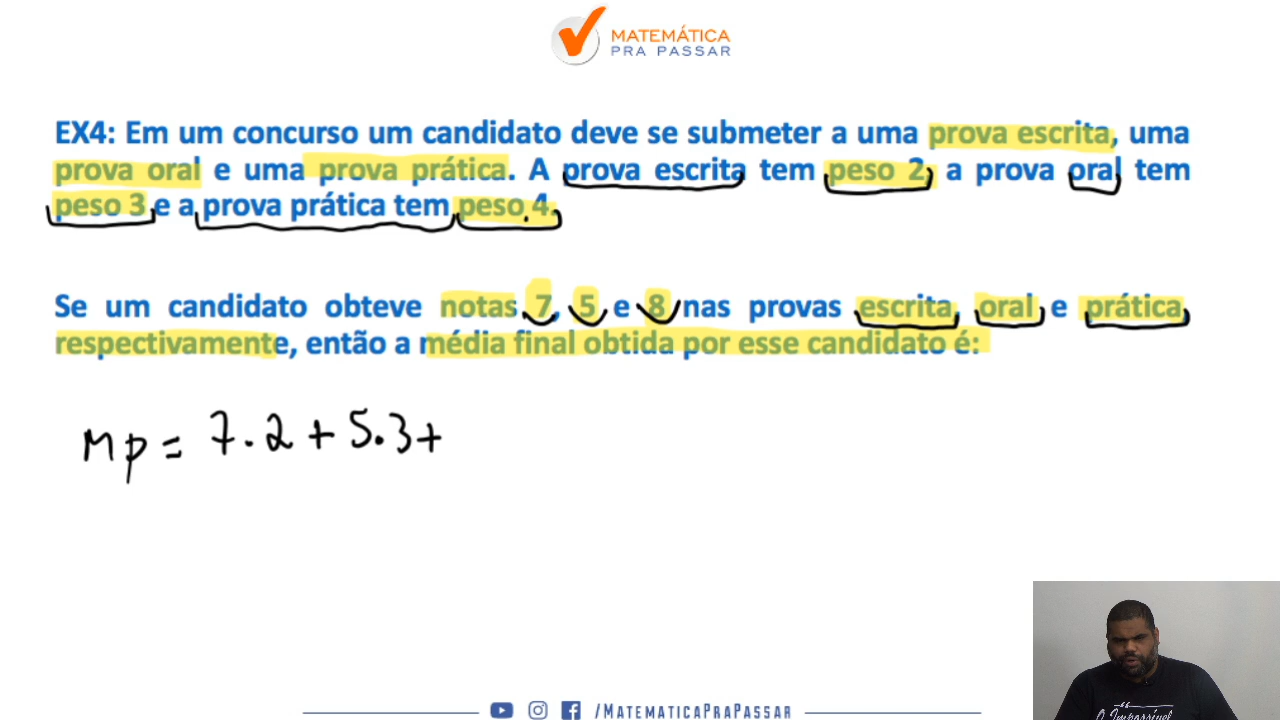 MATEMÁTICA
PRA PASSAR
EX4: Em um concurso um candidato deve se submeter a uma prova escrita, uma
prova oral e uma prova prática. A prova escrita tem peso 2, a prova oral tem
peso 3 e a prova prática tem peso 4.
Se um candidato obteve notas 7, 5 e 8 nas provas escrita, oral e prática
respectivamente, então a média final obtida por esse candidato é:
Mp = 7.2 + 5.3 +
"
O Impossível
/MATEMATICAPRAPASSAR